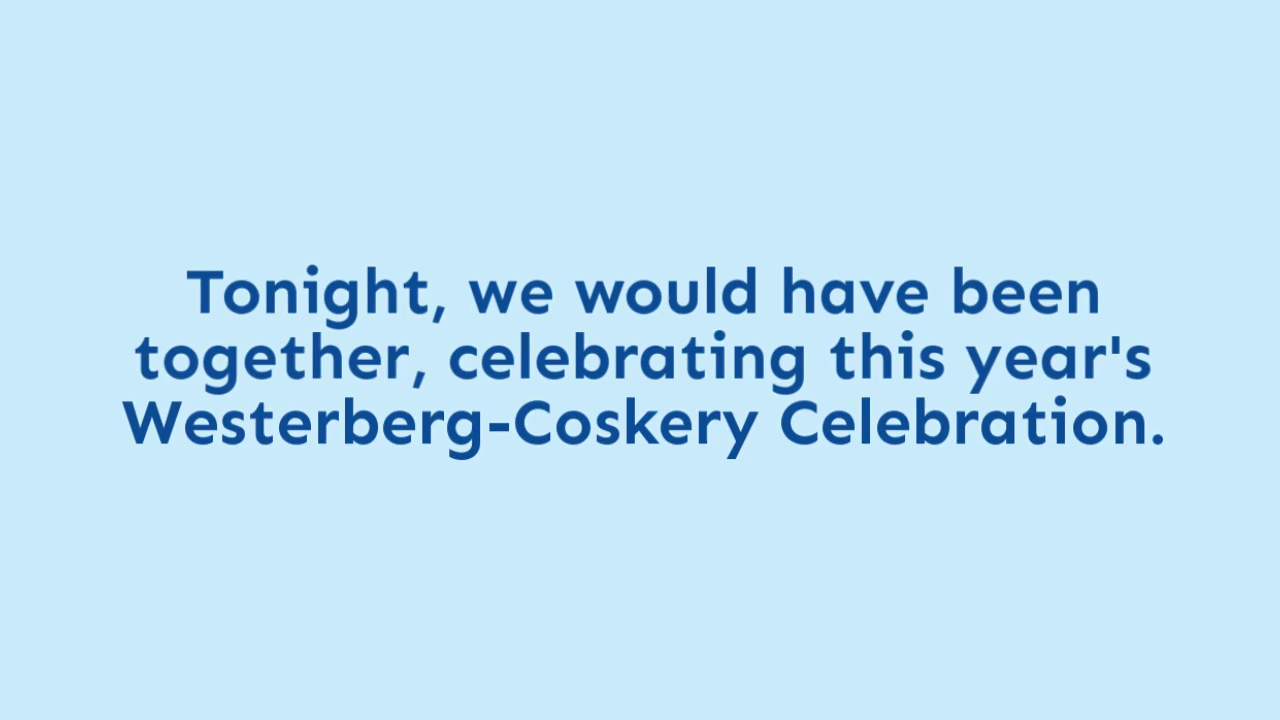 Tonight, we would have been
together, celebrating this year's
Westerberg-Coskery Celebration.